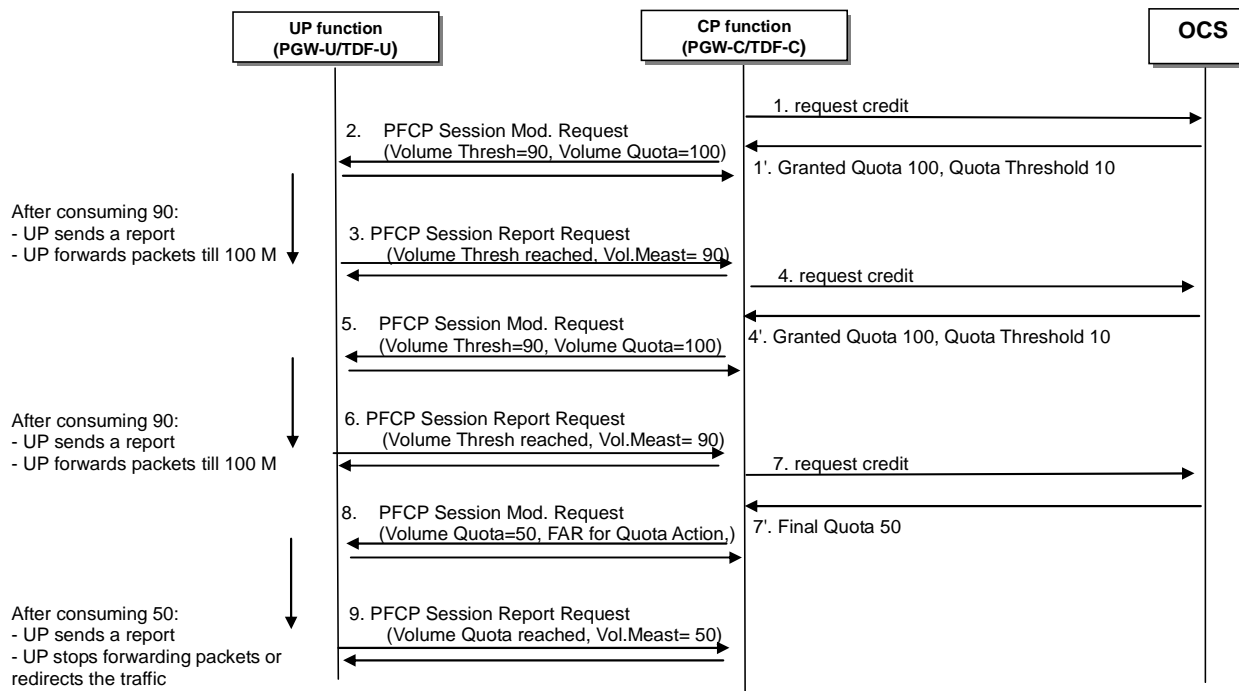 UP function
(PGW-U/TDF-U)
CP function
(PGW-C/TDF-C)
OCS
1. request credit
2. PFCP Session Mod. Request
(Volume Thresh=90, Volume Quota=100)
1'. Granted Quota 100, Quota Threshold 10
After consuming 90:
- UP sends a report
- UP forwards packets till 100 M
3. PFCP Session Report Request
(Volume Thresh reached, Vol.Meast= 90)
4. request credit
5. PFCP Session Mod. Request
(Volume Thresh=90, Volume Quota=100)
4'. Granted Quota 100, Quota Threshold 10
After consuming 90:
- UP sends a report
- UP forwards packets till 100 M
6. PFCP Session Report Request
(Volume Thresh reached, Vol.Meast= 90)
7. request credit
8. PFCP Session Mod. Request
(Volume Quota=50, FAR for Quota Action,)
7'. Final Quota 50
After consuming 50:
- UP sends a report
- UP stops forwarding packets or
redirects the traffic
9. PFCP Session Report Request
(Volume Quota reached, Vol.Meast= 50)